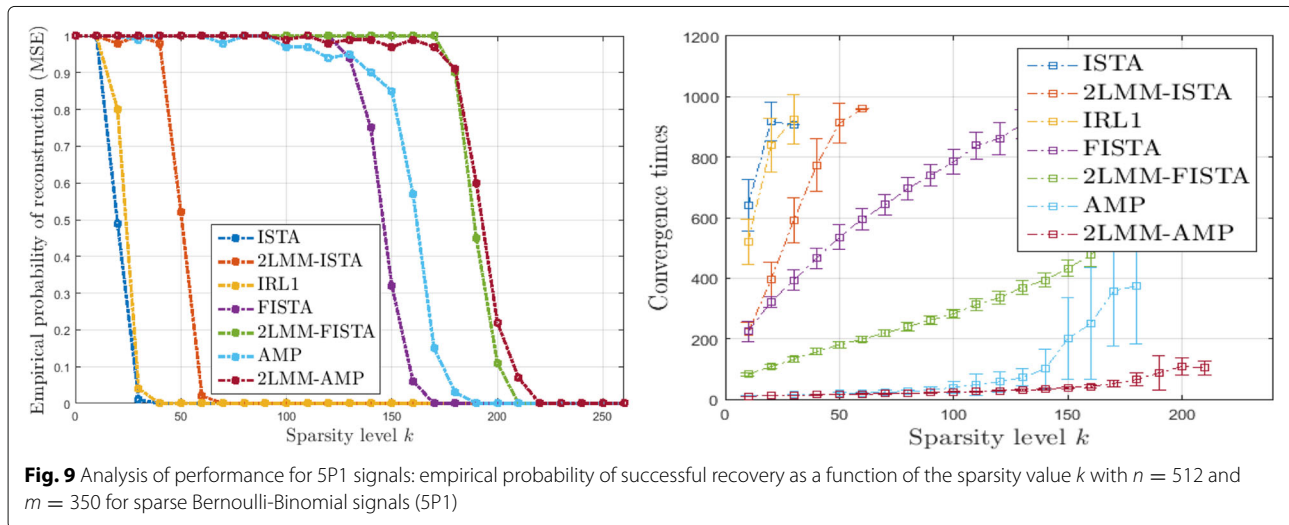 Empirical probability of reconstruction (MSE)
1
0.9
0.8
0.7
0.6
0.5
0.4
0.3
0.2
0.1
0
ISTA
2LMM-ISTA
IRL1
FISTA
2LMM-FISTA
AMP
2LMM-AMP
0 50 100 150 200 250
Sparsity level k
Convergence times
1200
1000
800
600
400
200
0
ISTA
2LMM-ISTA
IRL1
FISTA
2LMM-FISTA
AMP
2LMM-AMP
0 50 100 150 200
Sparsity level k
Fig. 9 Analysis of performance for 5P1 signals: empirical probability of successful recovery as a function of the sparsity value k with n = 512 and
m = 350 for sparse Bernoulli-Binomial signals (5P1)